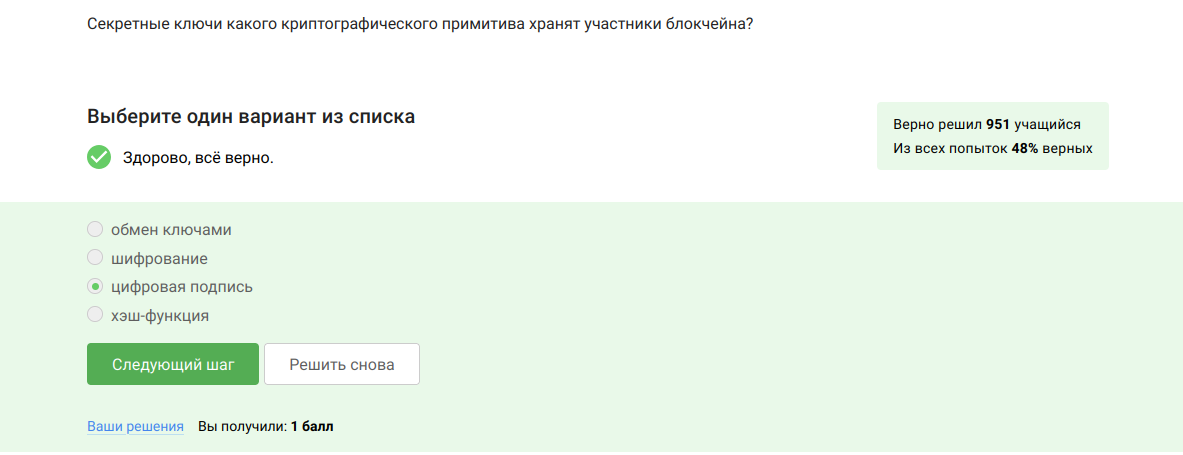 Секретные ключи какого криптографического примитива хранят участники блокчейна?
Выберите один вариант из списка
Здорово, всё верно.
Верно решил 951 учащийся
Из всех попыток 48% верных
обмен ключами
шифрование
цифровая подпись
хэш-функция
Следующий шаг
Решить снова
Ваши решения Вы получили: 1 балл